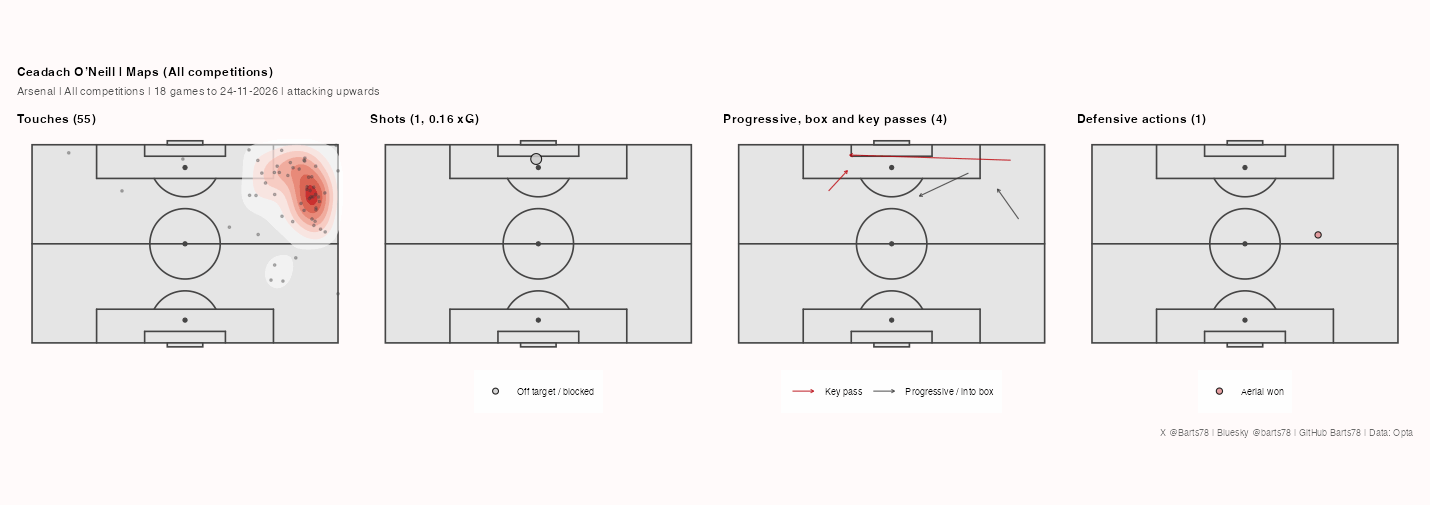 Ceadach O'Neill | Maps (All competitions)
Arsenal | All competitions | 18 games to 24-11-2026 | attacking upwards
Touches (55)
Shots (1, 0.16 xG)
Progressive, box and key passes (4)
Defensive actions (1)
Off target / blocked
Key pass
Progressive / into box
Aerial won
X @Barts78 | Bluesky @barts78 | GitHub Barts78 | Data: Opta